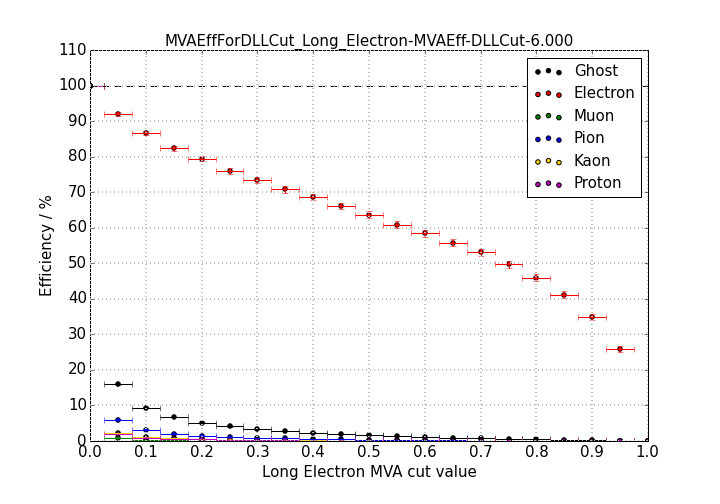 MVAEffForDLLCut_Long_Electron-MVAEff-DLLCut-6.000
110
100
90
80
70
60
50
40
30
20
10
0
Efficiency / %
Ghost
Electron
Muon
Pion
Kaon
Proton
0.0 0.1 0.2 0.3 0.4 0.5 0.6 0.7 0.8 0.9 1.0
Long Electron MVA cut value